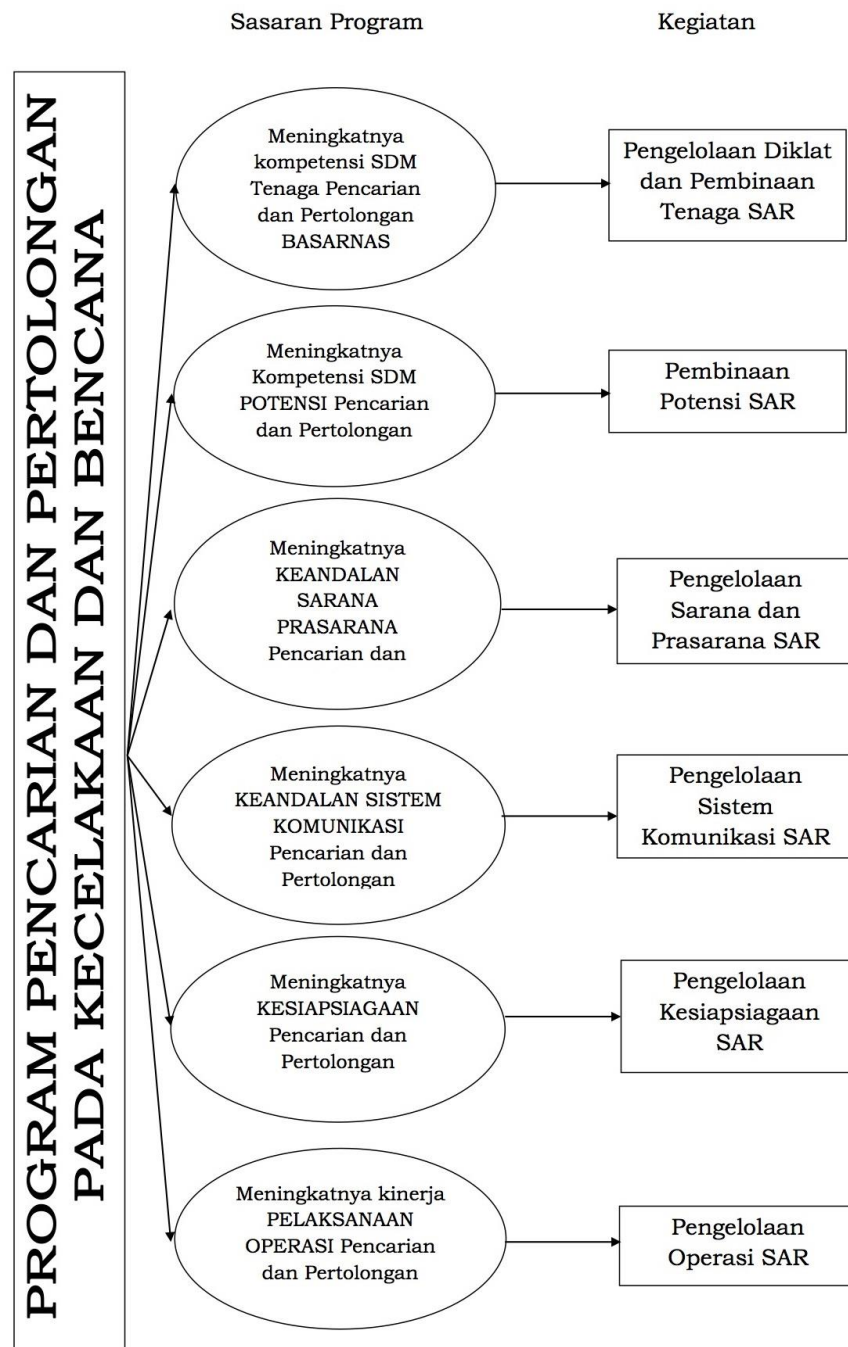 Sasaran Program
Kegiatan
PROGRAM PENCARIAN DAN PERTOLONGAN
PADA KECELAKAAN DAN BENCANA
Meningkatnya
kompetensi SDM
Tenaga Pencarian
dan Pertolongan
BASARNAS
Pengelolaan Diklat
dan Pembinaan
Tenaga SAR
Meningkatnya
Kompetensi SDM
POTENSI Pencarian
dan Pertolongan
Pembinaan
Potensi SAR
Meningkatnya
KEANDALAN
SARANA
PRASARANA
Pencarian dan
Pengelolaan
Sarana dan
Prasarana SAR
Meningkatnya
KEANDALAN SISTEM
KOMUNIKASI
Pencarian dan
Pertolongan
Pengelolaan
Sistem
Komunikasi SAR
Meningkatnya
KESIAPSIAGAAN
Pencarian dan
Pertolongan
Pengelolaan
Kesiapsiagaan
SAR
Meningkatnya kinerja
PELAKSANAAN
OPERASI Pencarian
dan Pertolongan
Pengelolaan
Operasi SAR